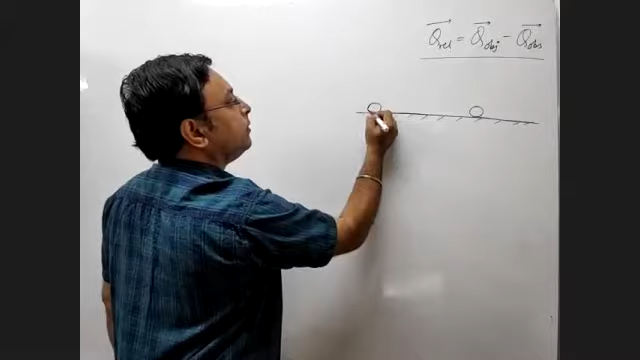 Q⃗rel = Q⃗obj - Q⃗obs